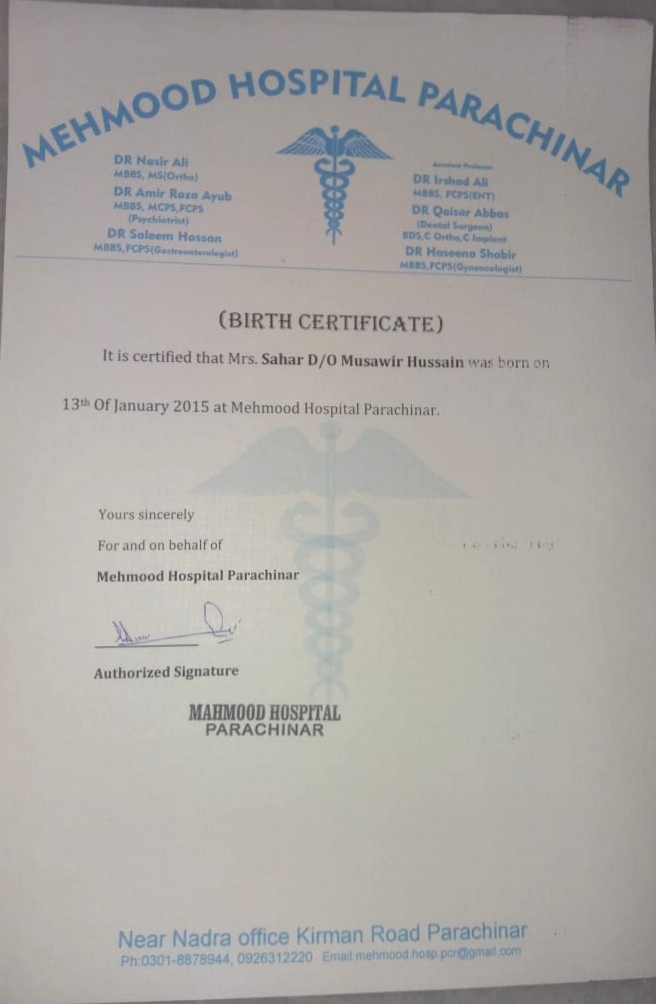 MEHMOOD HOSPITAL PARACHINAR
DR Nasir Ali
MBBS, MS(Ortho)
DR Amir Raza Ayub
MBBS, MCPS,FCPS
(Psychiatrist)
DR Saleem Hassan
MBBS,FCPS(Gastroenterologist)
Assistant Professor
DR Irshad Ali
MBBS, FCPS(ENT)
DR Qaisar Abbas
(Dental Surgeon)
BDS,C Ortho,C Implant
DR Haseena Shabir
MBBS,FCPS(Gynaecologist)
(BIRTH CERTIFICATE)
It is certified that Mrs. Sahar D/O Musawir Hussain was born on
13th Of January 2015 at Mehmood Hospital Parachinar.
Yours sincerely
For and on behalf of
Mehmood Hospital Parachinar
Authorized Signature
MAHMOOD HOSPITAL
PARACHINAR
Near Nadra office Kirman Road Parachinar
Ph:0301-8878944, 0926312220 Email:mehmood.hosp.pcr@gmail.com